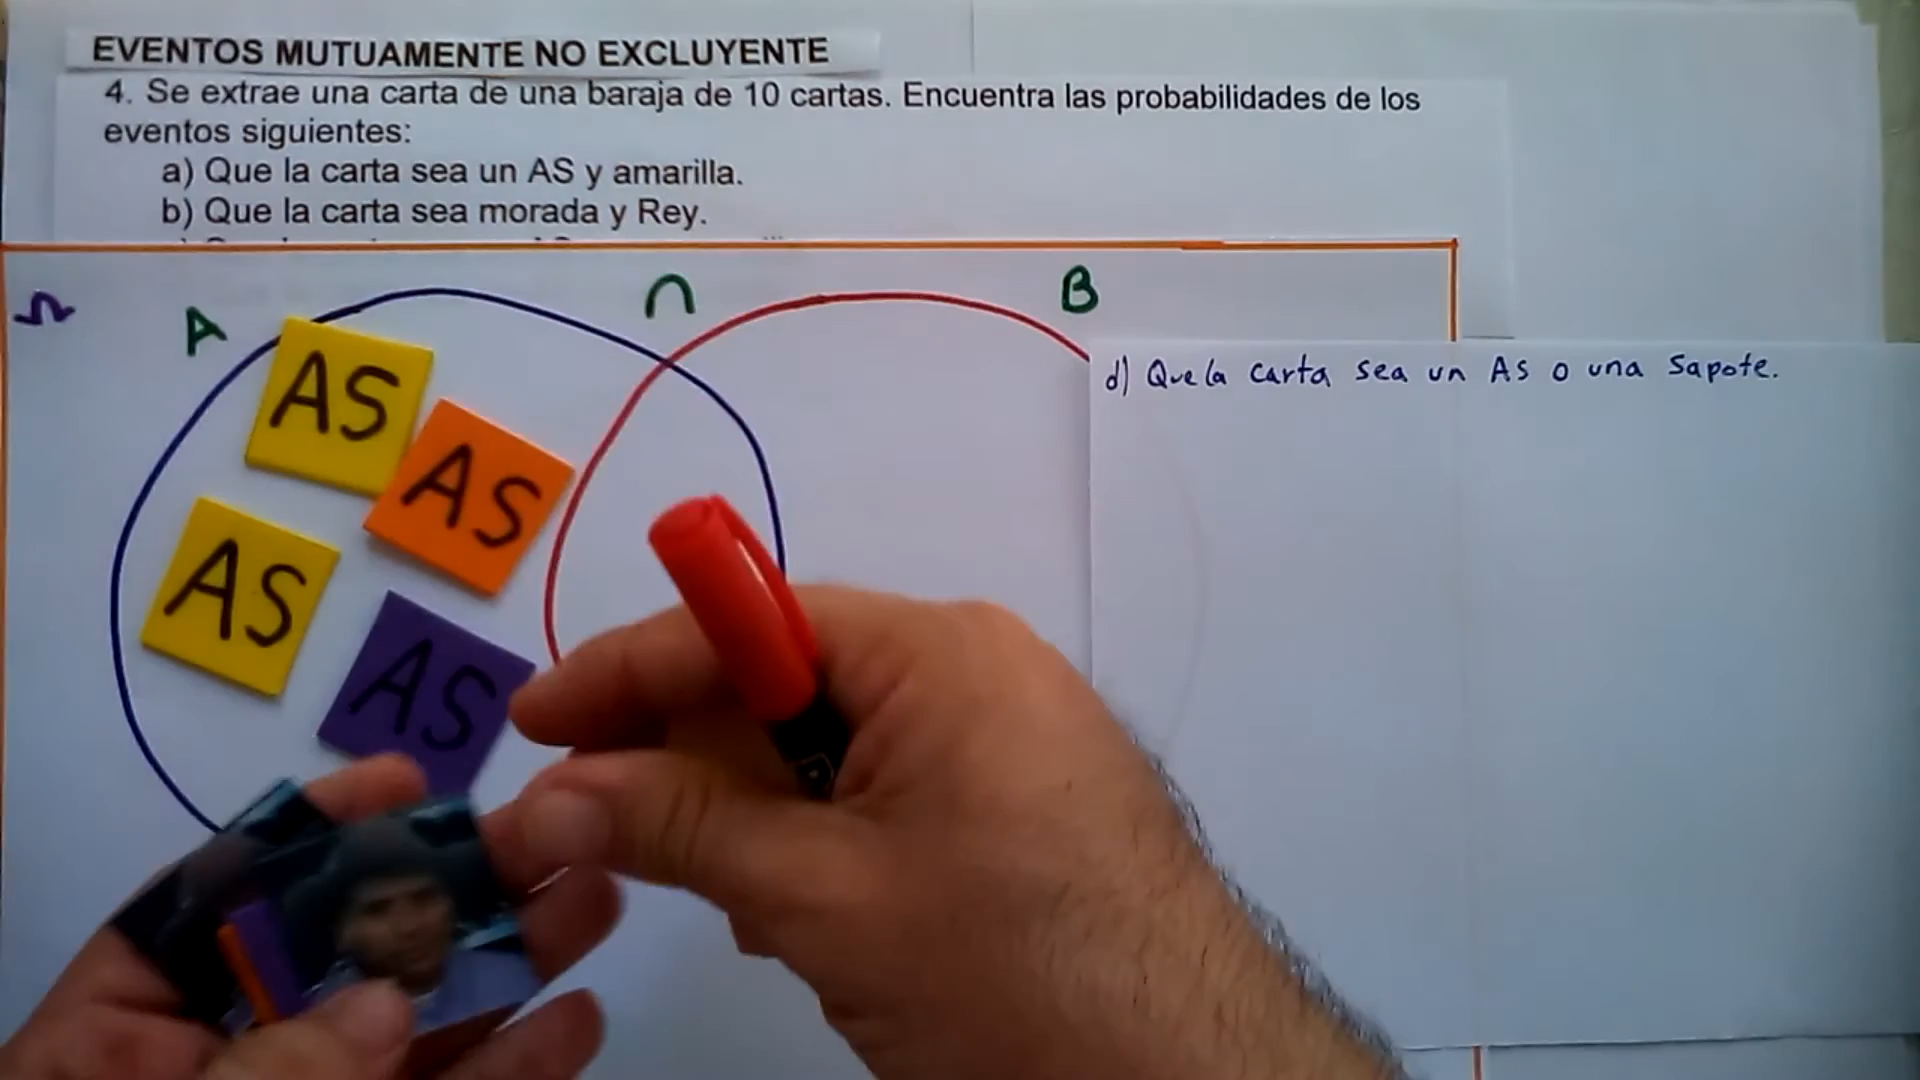 EVENTOS MUTUAMENTE NO EXCLUYENTE
4. Se extrae una carta de una baraja de 10 cartas. Encuentra las probabilidades de los
eventos siguientes:
a) Que la carta sea un AS y amarilla.
b) Que la carta sea morada y Rey.
Ω
A
∩
B
AS
AS
AS
AS
d) Que la carta sea un As o una Sapote.